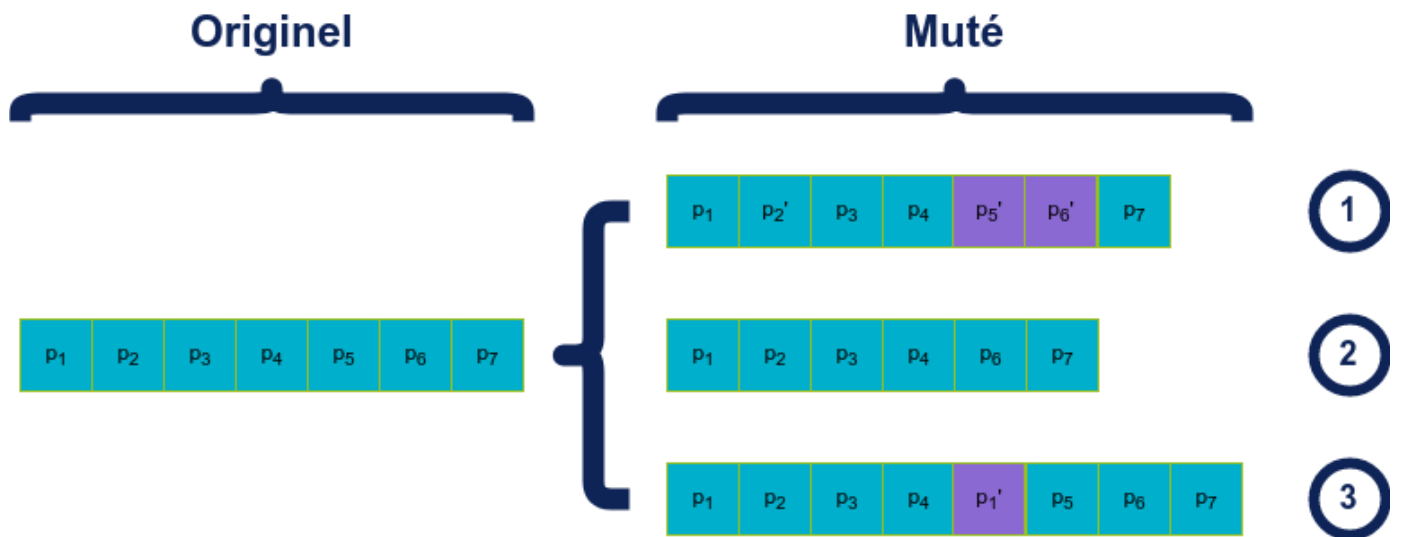 Originel Muté
p₁ p₂' p₃ p₄ p₅' p₆' p₇ 1
p₁ p₂ p₃ p₄ p₅ p₆ p₇ p₁ p₂ p₃ p₄ p₆ p₇ 2
p₁ p₂ p₃ p₄ p₁' p₅ p₆ p₇ 3